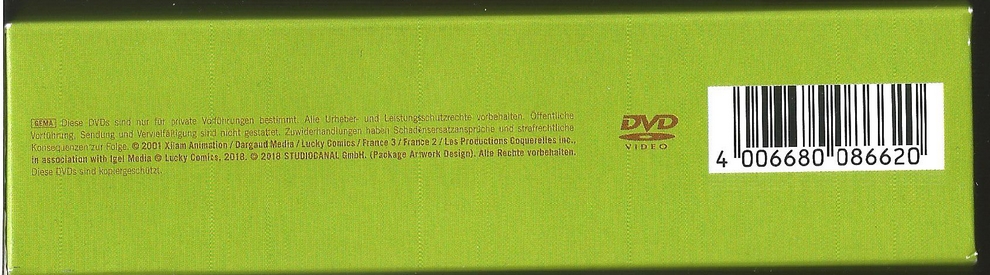 GEMA Diese DVDs sind nur für private Vorführungen bestimmt. Alle Urheber- und Leistungsschutzrechte vorbehalten. Öffentliche
Vorführung, Sendung und Vervielfältigung sind nicht gestattet. Zuwiderhandlungen haben Schadensersatzansprüche und strafrechtliche
Konsequenzen zur Folge. © 2001 Xilam Animation / Dargaud Media / Lucky Comics / France 3 / France 2 / Les Productions Coquerelles Inc.,
in association with Igel Media © Lucky Comics, 2018. © 2018 STUDIOCANAL GmbH. (Package Artwork Design). Alle Rechte vorbehalten.
Diese DVDs sind kopiergeschützt.
DVD
VIDEO
4 006680 086620